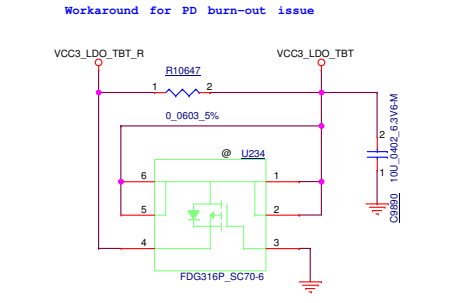 Workaround for PD burn-out issue
VCC3_LDO_TBT_R
VCC3_LDO_TBT
R10647
1
2
0_0603_5%
@ U234
6
1
5
2
4
3
FDG316P_SC70-6
2
1
10U_0402_6.3V6-M
C9890